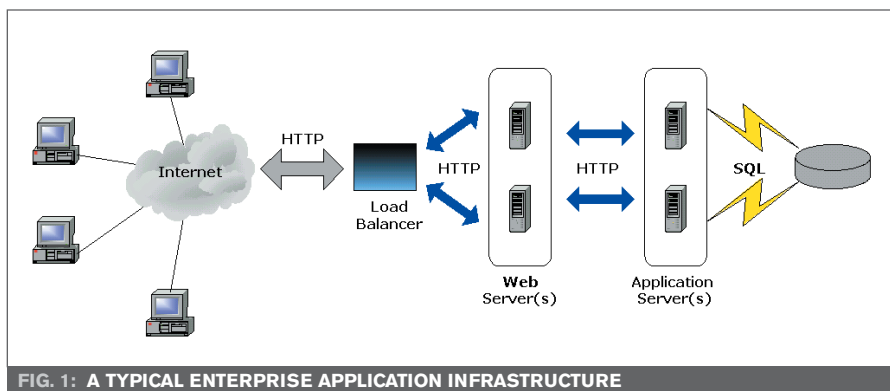 HTTP
Internet
Load
Balancer
HTTP
Web
Server(s)
HTTP
Application
Server(s)
SQL
FIG. 1: A TYPICAL ENTERPRISE APPLICATION INFRASTRUCTURE